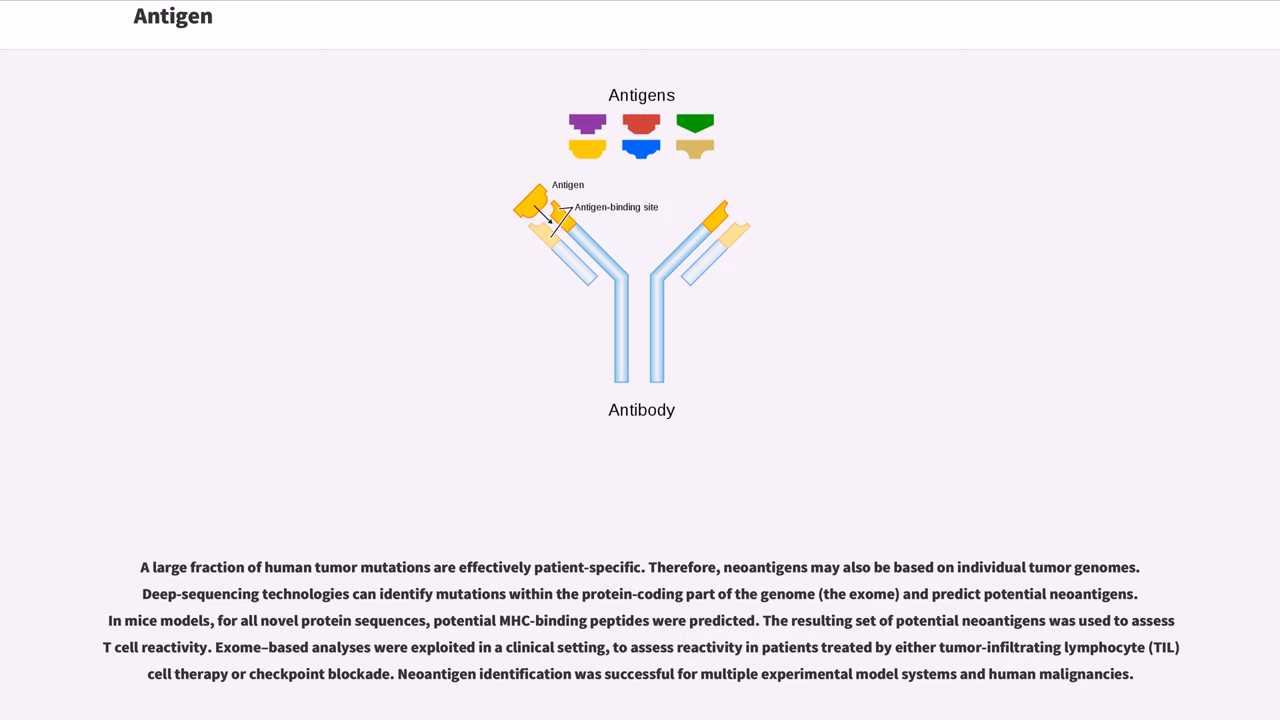 Antigen
Antigens
Antigen
Antigen-binding site
Antibody
A large fraction of human tumor mutations are effectively patient-specific. Therefore, neoantigens may also be based on individual tumor genomes.
Deep-sequencing technologies can identify mutations within the protein-coding part of the genome (the exome) and predict potential neoantigens.
In mice models, for all novel protein sequences, potential MHC-binding peptides were predicted. The resulting set of potential neoantigens was used to assess
T cell reactivity. Exome–based analyses were exploited in a clinical setting, to assess reactivity in patients treated by either tumor-infiltrating lymphocyte (TIL)
cell therapy or checkpoint blockade. Neoantigen identification was successful for multiple experimental model systems and human malignancies.